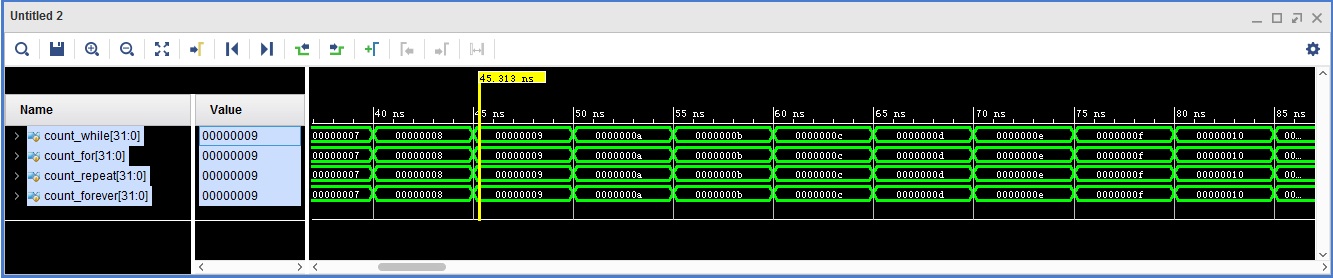 Untitled 2
45.313 ns
Name Value 40 ns 45 ns 50 ns 55 ns 60 ns 65 ns 70 ns 75 ns 80 ns 85 ns
count_while[31:0] 00000009 00000007 00000008 00000009 0000000a 0000000b 0000000c 0000000d 0000000e 0000000f 00000010 00...
count_for[31:0] 00000009 00000007 00000008 00000009 0000000a 0000000b 0000000c 0000000d 0000000e 0000000f 00000010 00...
count_repeat[31:0] 00000009 00000007 00000008 00000009 0000000a 0000000b 0000000c 0000000d 0000000e 0000000f 00000010 00...
count_forever[31:0] 00000009 00000007 00000008 00000009 0000000a 0000000b 0000000c 0000000d 0000000e 0000000f 00000010 00...